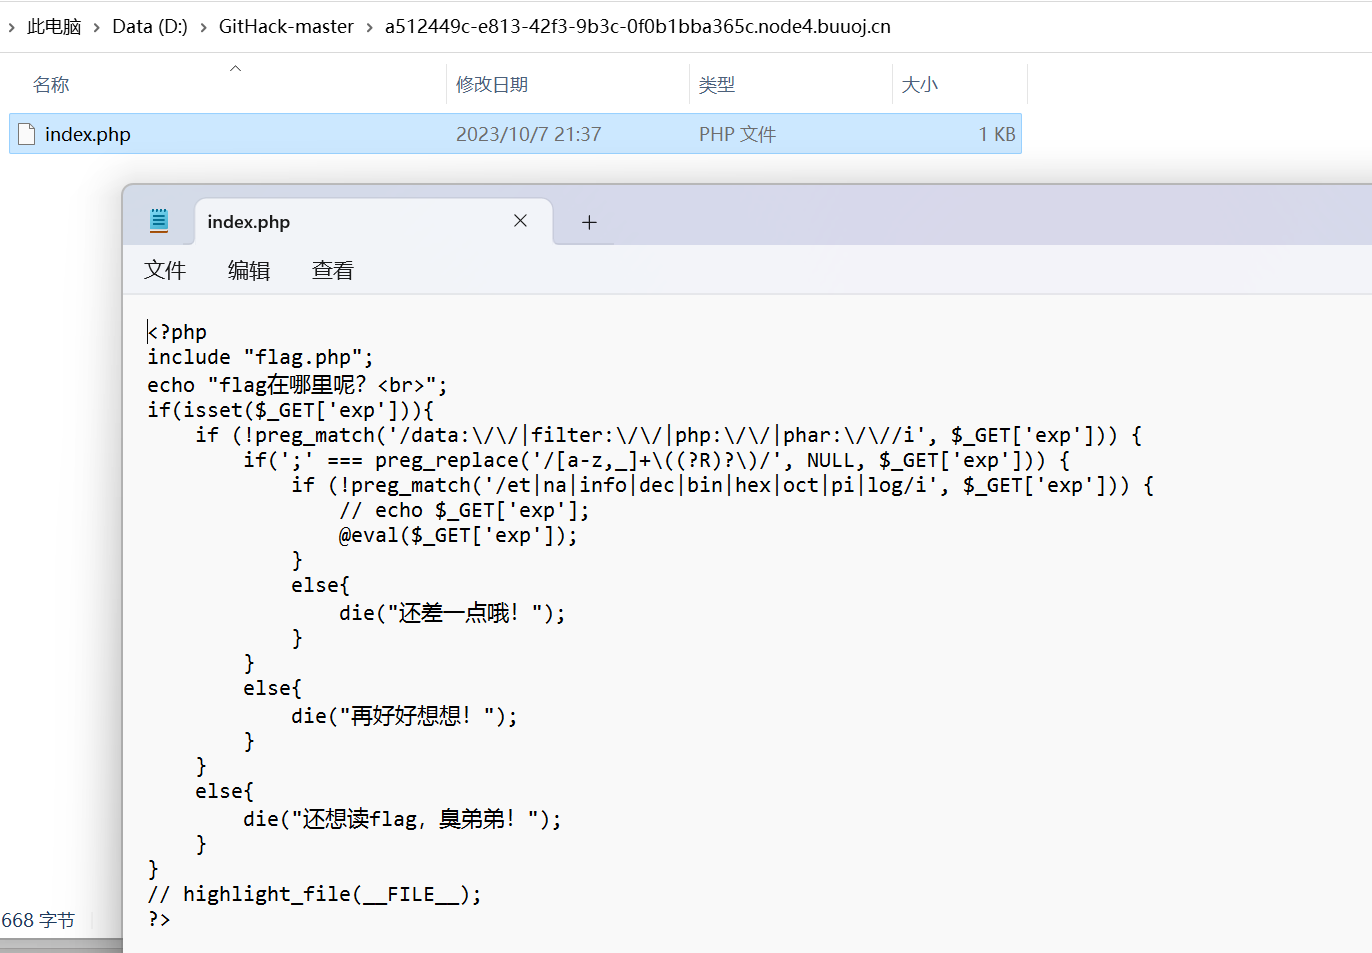 此电脑 > Data (D:) > GitHack-master > a512449c-e813-42f3-9b3c-0f0b1bba365c.node4.buuoj.cn
名称 修改日期 类型 大小
index.php 2023/10/7 21:37 PHP 文件 1 KB
index.php
文件 编辑 查看
<?php
include "flag.php";
echo "flag在哪里呢？<br>";
if(isset($_GET['exp'])){
    if (!preg_match('/data:\/\/|filter:\/\/|php:\/\/|phar:\/\//i', $_GET['exp'])) {
        if(';' === preg_replace('/[a-z,_]+\((?R)?\)/', NULL, $_GET['exp'])) {
            if (!preg_match('/et|na|info|dec|bin|hex|oct|pi|log/i', $_GET['exp'])) {
                // echo $_GET['exp'];
                @eval($_GET['exp']);
            }
            else{
                die("还差一点哦！");
            }
        }
        else{
            die("再好好想想！");
        }
    }
    else{
        die("还想读flag，臭弟弟！");
    }
}
// highlight_file(__FILE__);
?>
668 字节